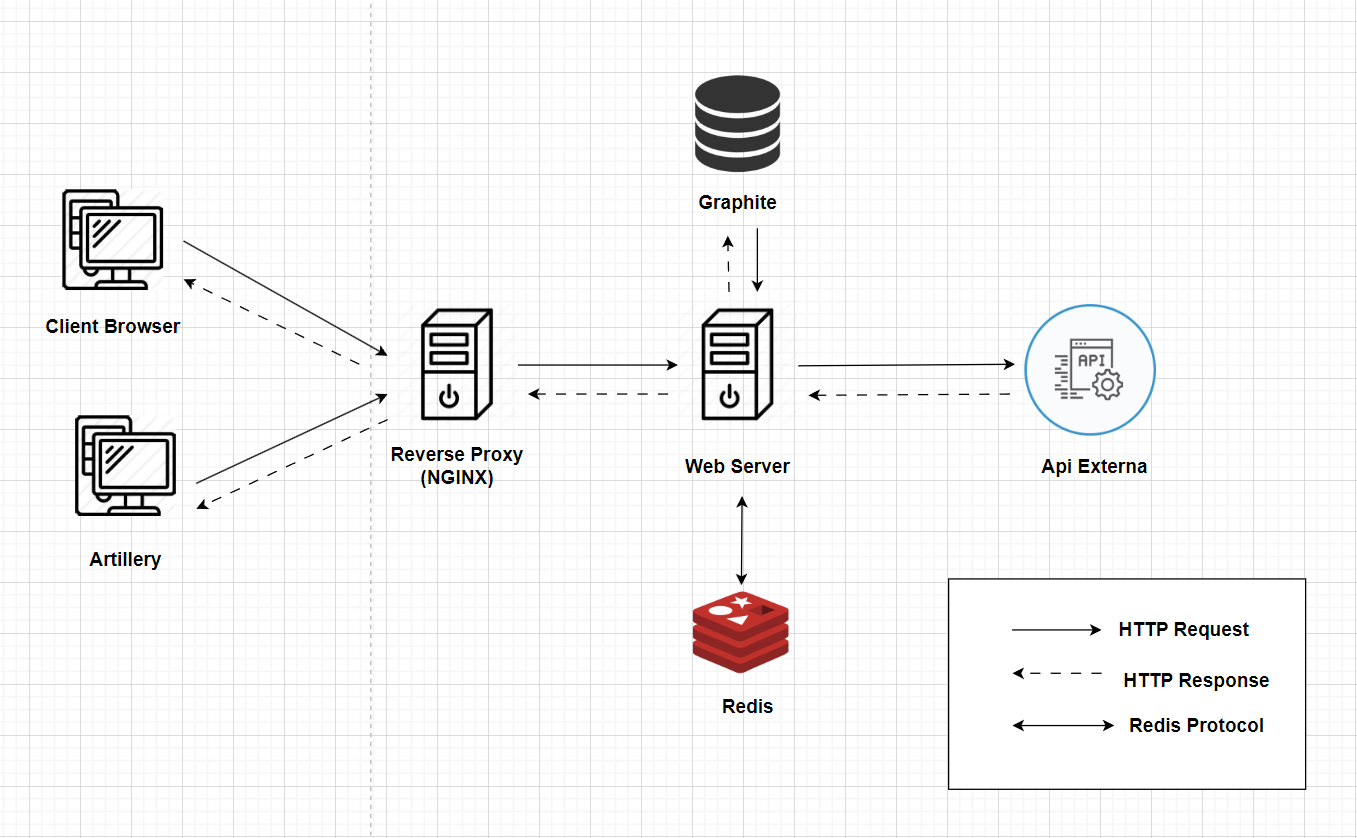 Graphite
Client Browser
API
Reverse Proxy
(NGINX)
Web Server
Api Externa
Artillery
Redis
HTTP Request
HTTP Response
Redis Protocol